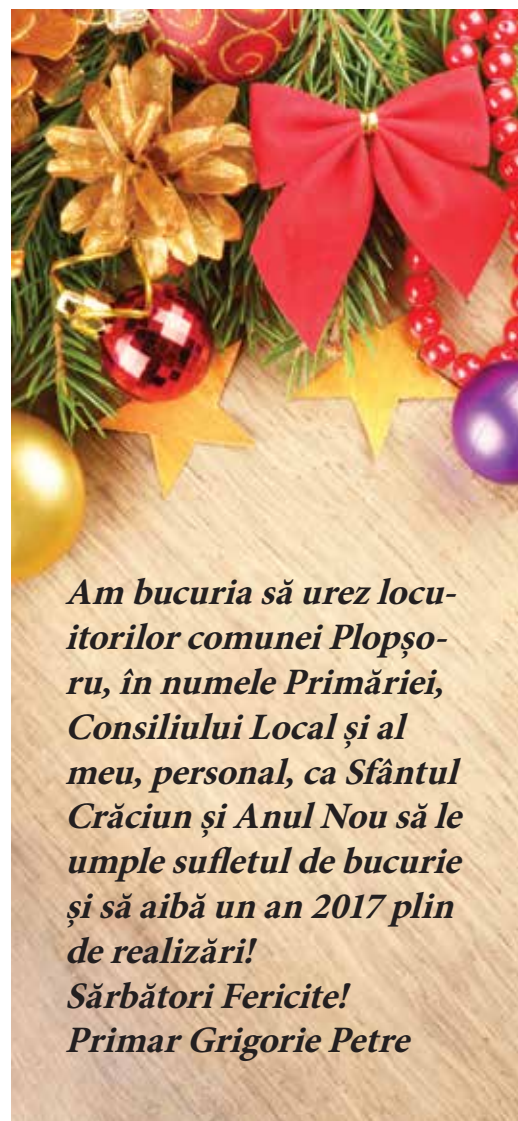 Am bucuria să urez locu-
itorilor comunei Plopșo-
ru, în numele Primăriei,
Consiliului Local și al
meu, personal, ca Sfântul
Crăciun și Anul Nou să le
umple sufletul de bucurie
și să aibă un an 2017 plin
de realizări!
Sărbători Fericite!
Primar Grigorie Petre